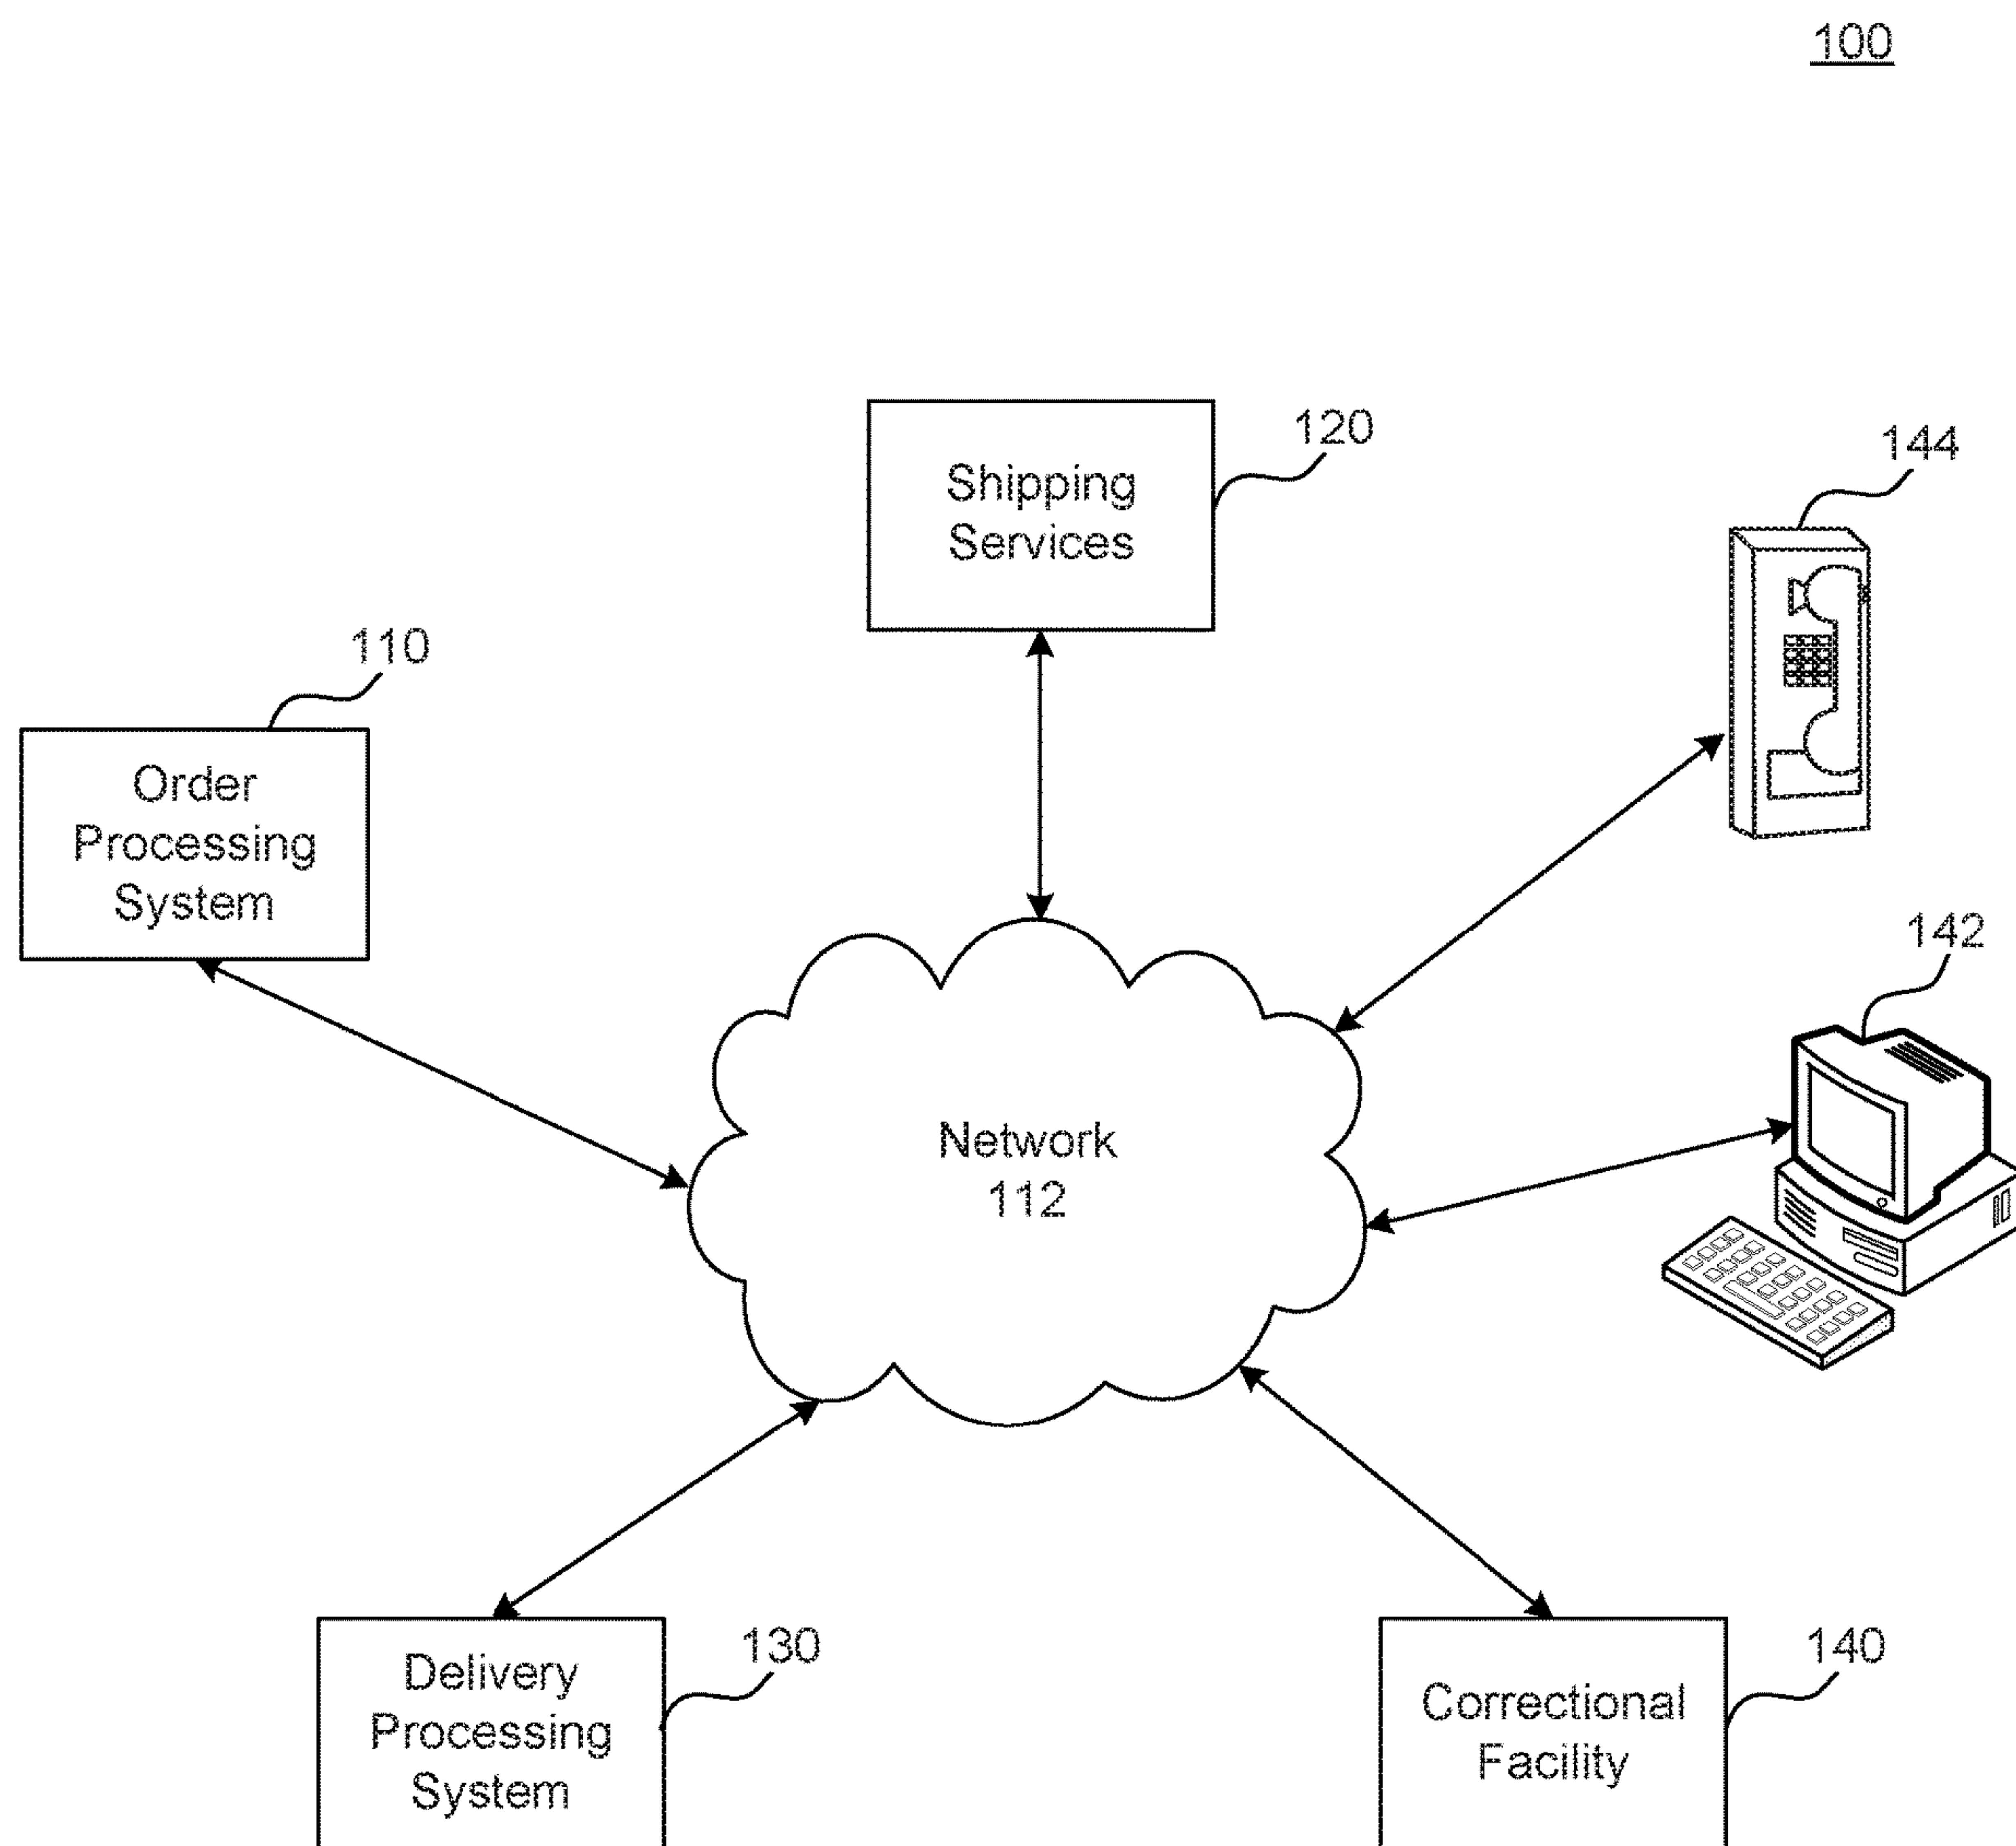 100
120
Shipping
Services
144
110
Order
Processing
System
142
Network
112
130
Delivery
Processing
System
140
Correctional
Facility